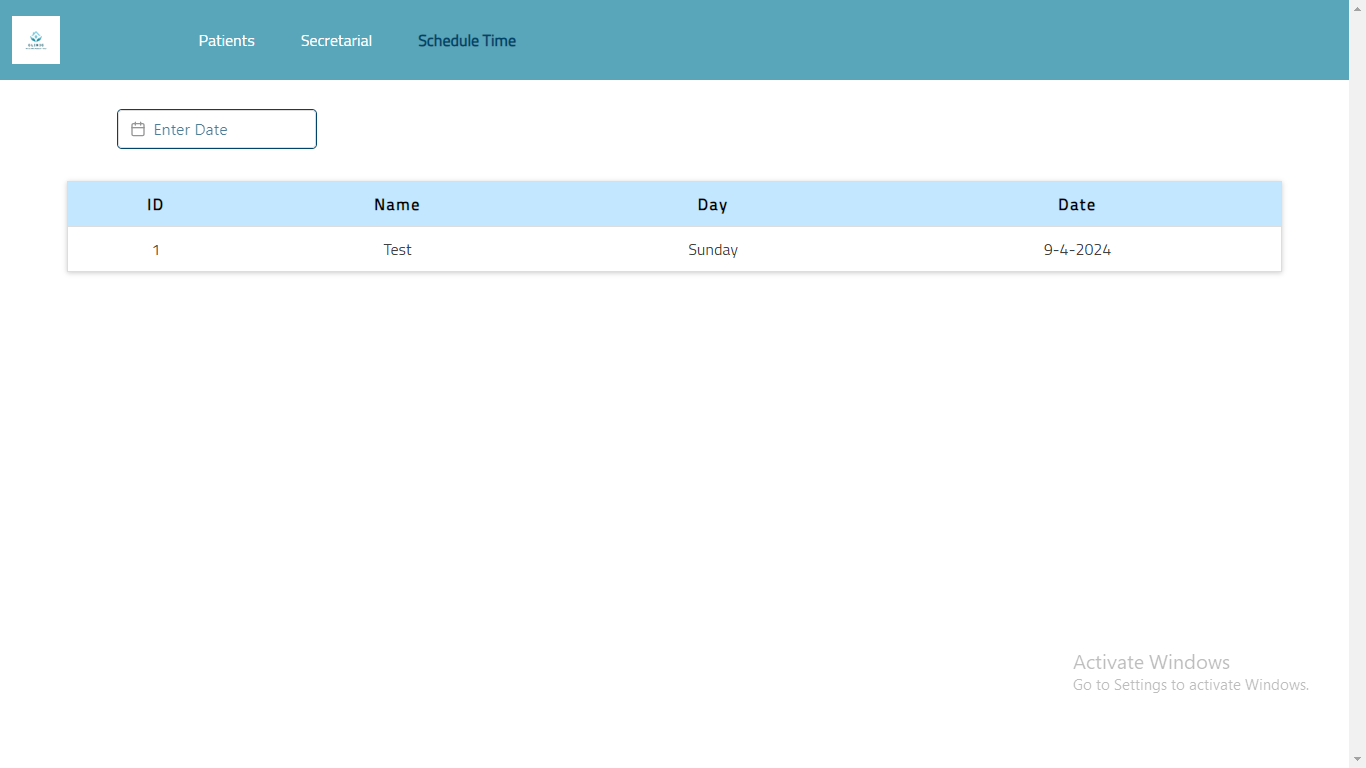 CLINIC
Patients Secretarial Schedule Time
Enter Date
ID Name Day Date
1 Test Sunday 9-4-2024
Activate Windows
Go to Settings to activate Windows.